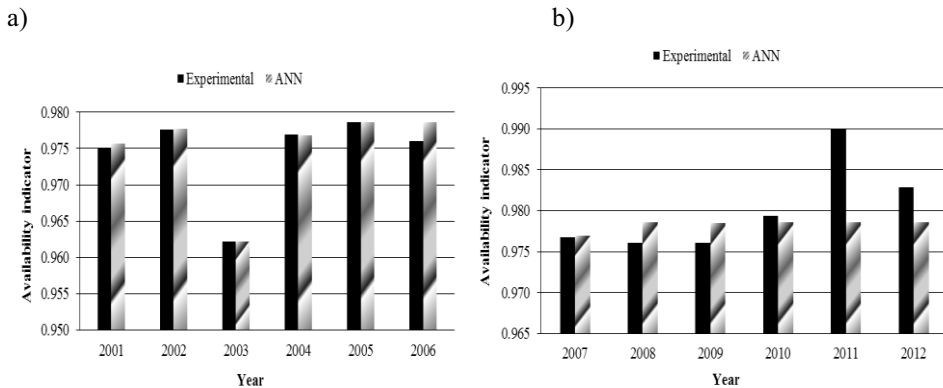 a)
Experimental ANN
0.980
0.975
0.970
0.965
0.960
0.955
0.950
Availability indicator
2001 2002 2003 2004 2005 2006
Year
b)
Experimental ANN
0.995
0.990
0.985
0.980
0.975
0.970
0.965
Availability indicator
2007 2008 2009 2010 2011 2012
Year